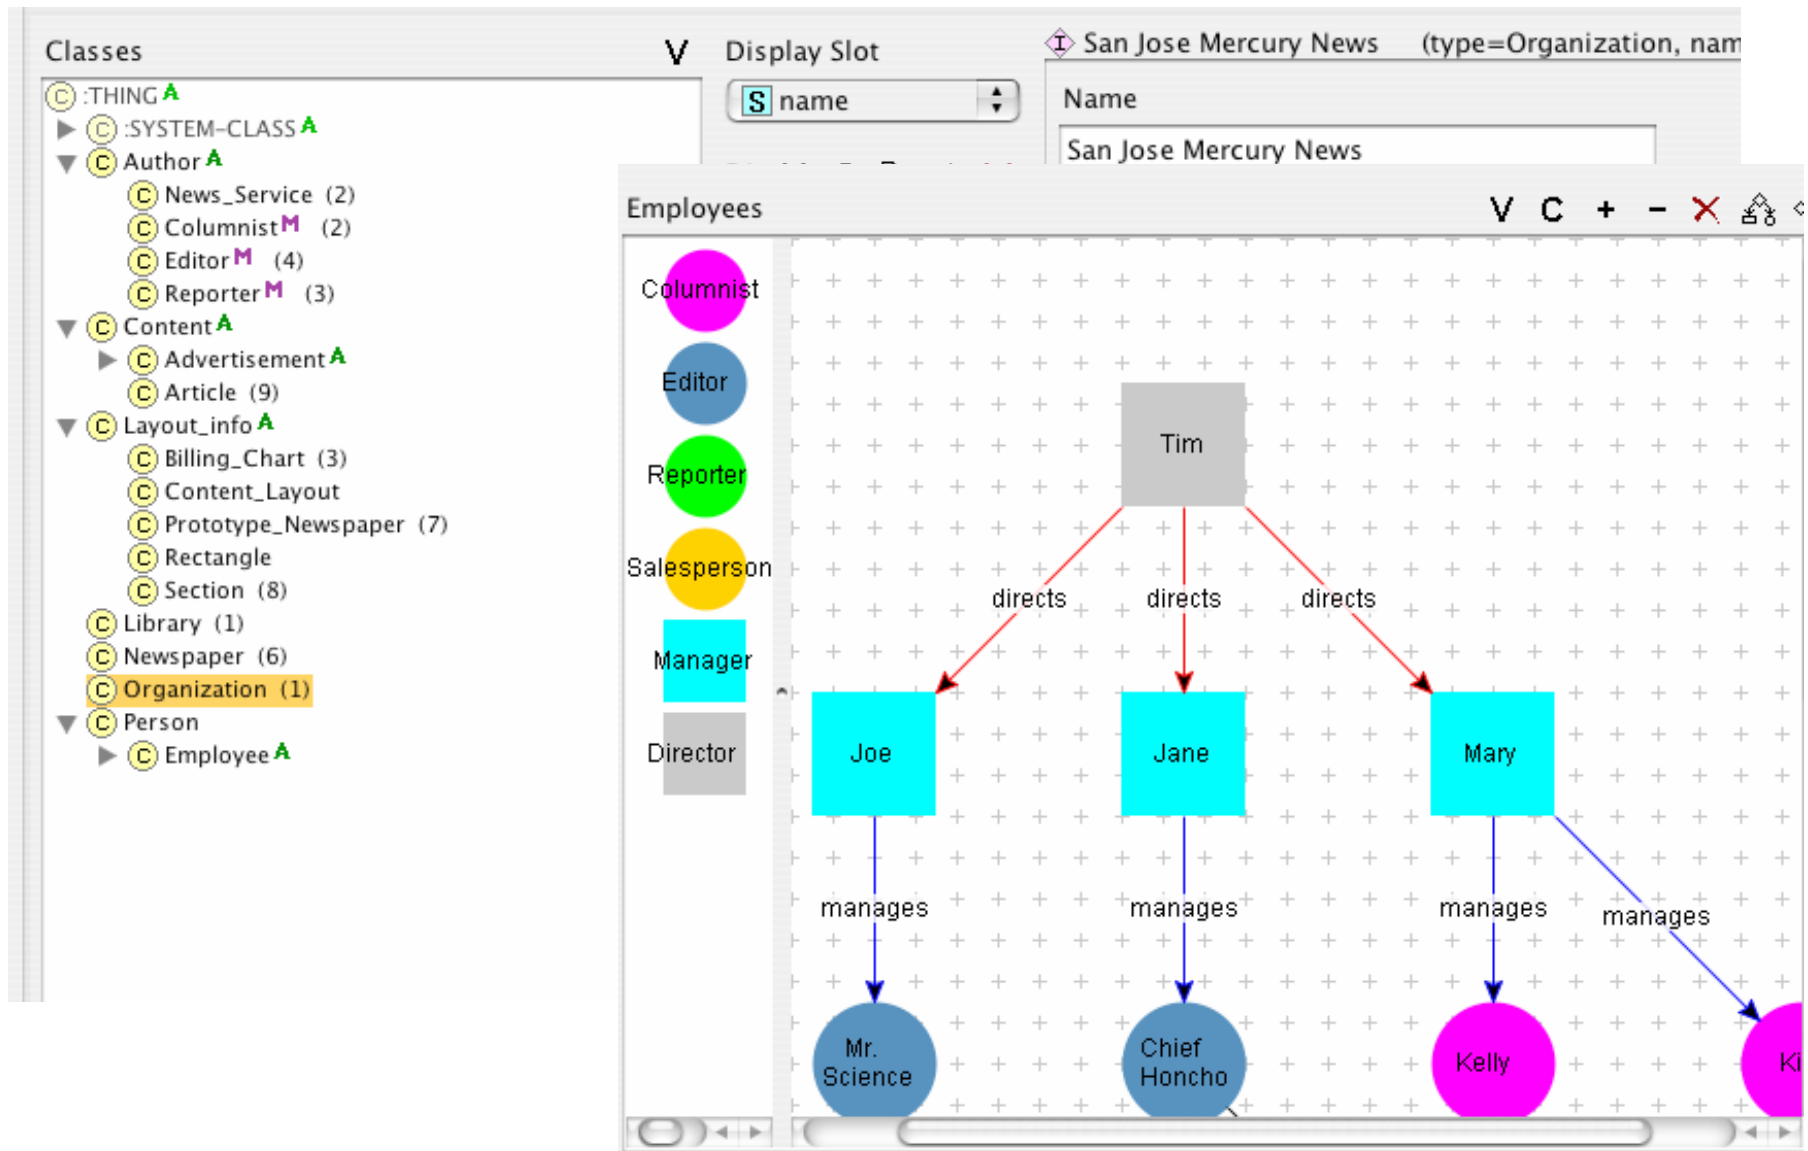 Classes
V
:THING A
:SYSTEM-CLASS A
Author A
News_Service (2)
Columnist M (2)
Editor M (4)
Reporter M (3)
Content A
Advertisement A
Article (9)
Layout_info A
Billing_Chart (3)
Content_Layout
Prototype_Newspaper (7)
Rectangle
Section (8)
Library (1)
Newspaper (6)
Organization (1)
Person
Employee A
Display Slot
S name
San Jose Mercury News (type=Organization, nam
Name
San Jose Mercury News
Employees
V C + −
Columnist
Editor
Reporter
Salesperson
Manager
Director
Tim
directs directs directs
Joe Jane Mary
manages manages manages manages
Mr.
Science
Chief
Honcho
Kelly
Ki